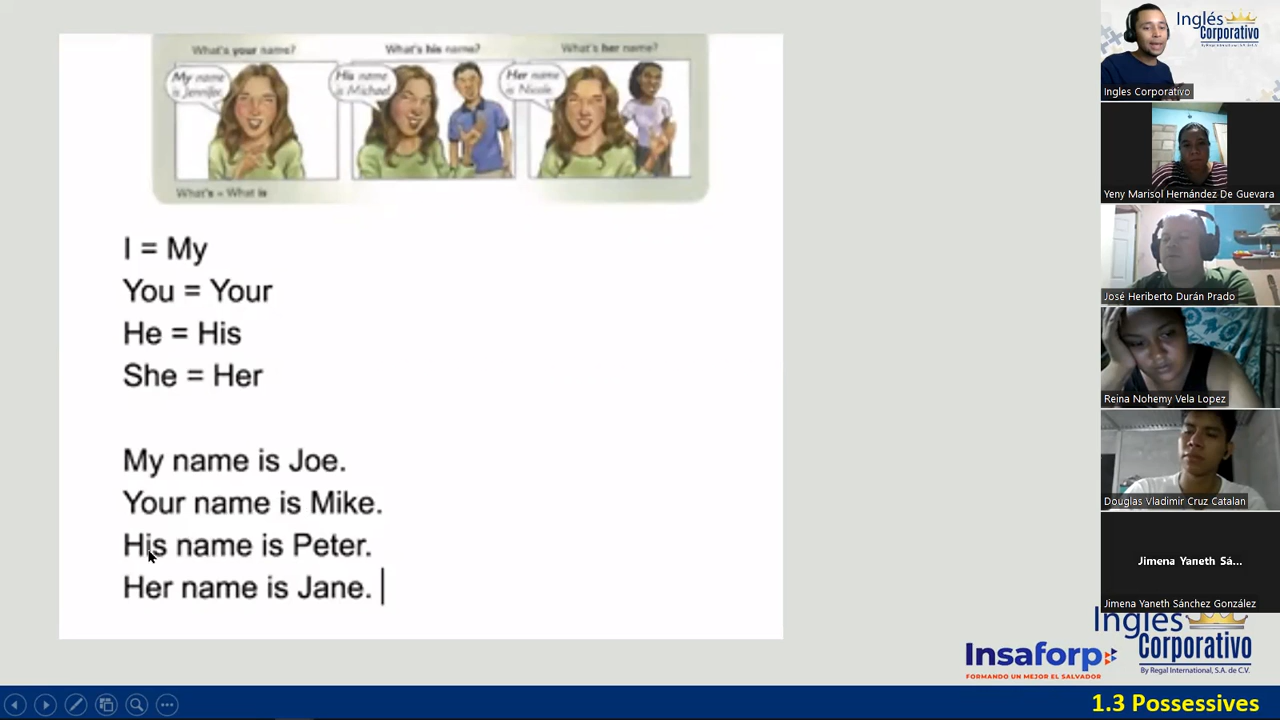 What's your name?
What's his name?
What's her name?
My name
is Jennifer.
His name
is Michael.
Her name
is Nicole.
What's = What is
I = My
You = Your
He = His
She = Her
My name is Joe.
Your name is Mike.
His name is Peter.
Her name is Jane.
Inglés
Corporativo
By Regal International, S.A. de C.V.
Ingles Corporativo
Yeny Marisol Hernández De Guevara
José Heriberto Durán Prado
Reina Nohemy Vela Lopez
Douglas Vladimir Cruz Catalan
Jimena Yaneth Sá...
Jimena Yaneth Sánchez González
Insaforp
FORMANDO UN MEJOR EL SALVADOR
Inglés
Corporativo
By Regal International, S.A. de C.V.
1.3 Possessives